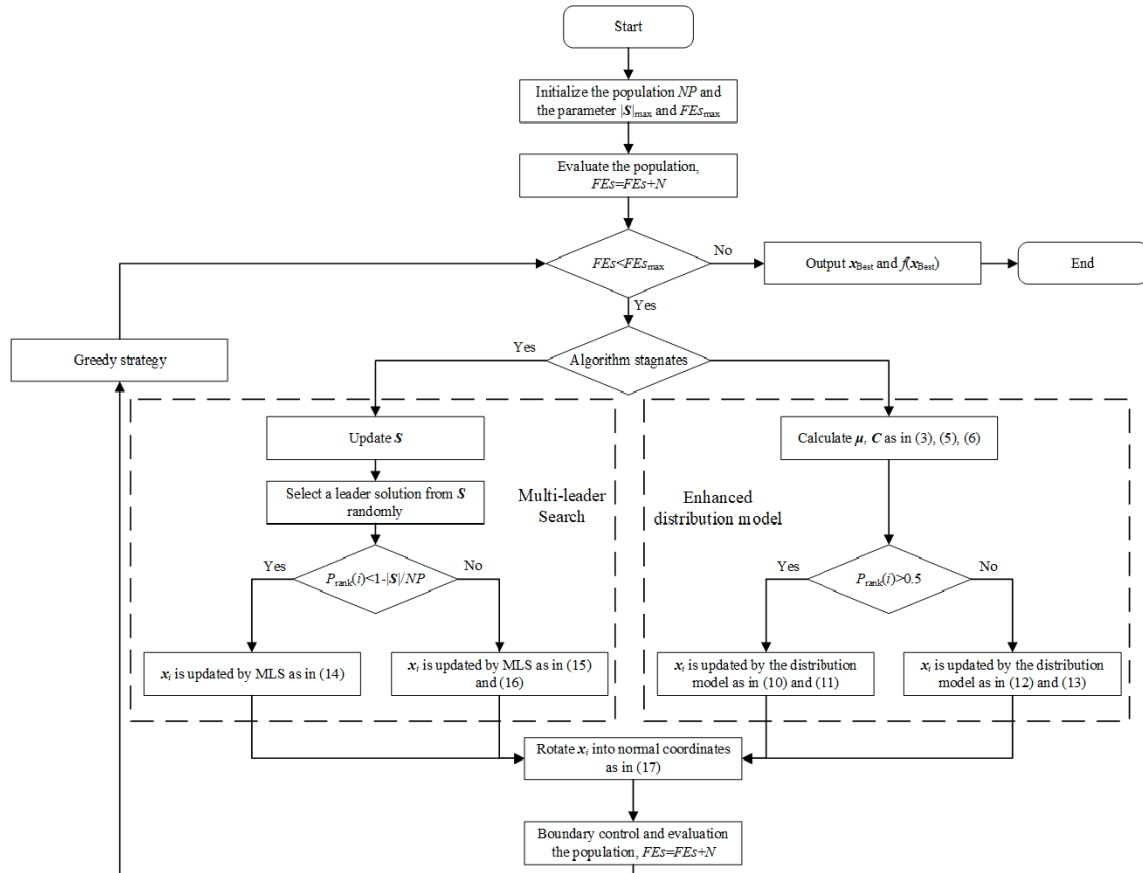 Start
Initialize the population NP and
the parameter |S|max and FEsmax
Evaluate the population,
FEs=FEs+N
FEs<FEsmax
No
Output xBest and f(xBest)
End
Yes
Greedy strategy
Yes
Algorithm stagnates
Update S
Calculate μ, C as in (3), (5), (6)
Select a leader solution from S
randomly
Multi-leader
Search
Enhanced
distribution model
Yes
Prank(i)<1-|S|/NP
No
Yes
Prank(i)>0.5
No
xi is updated by MLS as in (14)
xi is updated by MLS as in (15)
and (16)
xi is updated by the distribution
model as in (10) and (11)
xi is updated by the distribution
model as in (12) and (13)
Rotate xi into normal coordinates
as in (17)
Boundary control and evaluation
the population, FEs=FEs+N